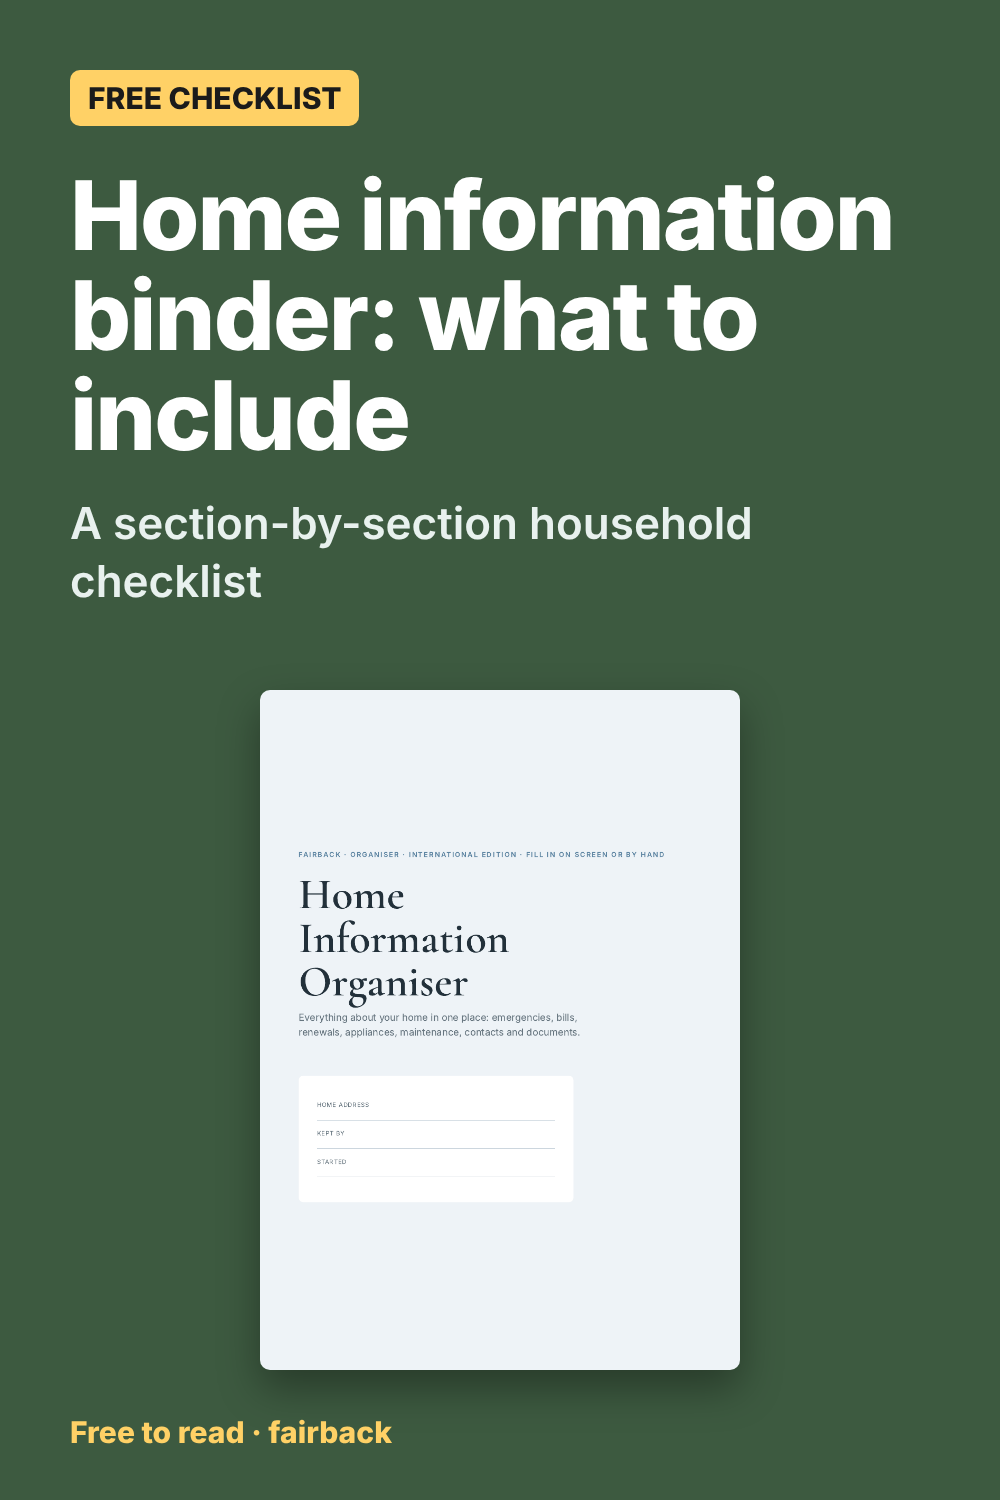 FREE CHECKLIST
Home information
binder: what to
include
A section-by-section household
checklist
FAIRBACK · ORGANISER · INTERNATIONAL EDITION · FILL IN ON SCREEN OR BY HAND
Home
Information
Organiser
Everything about your home in one place: emergencies, bills,
renewals, appliances, maintenance, contacts and documents.
HOME ADDRESS
KEPT BY
STARTED
Free to read · fairback